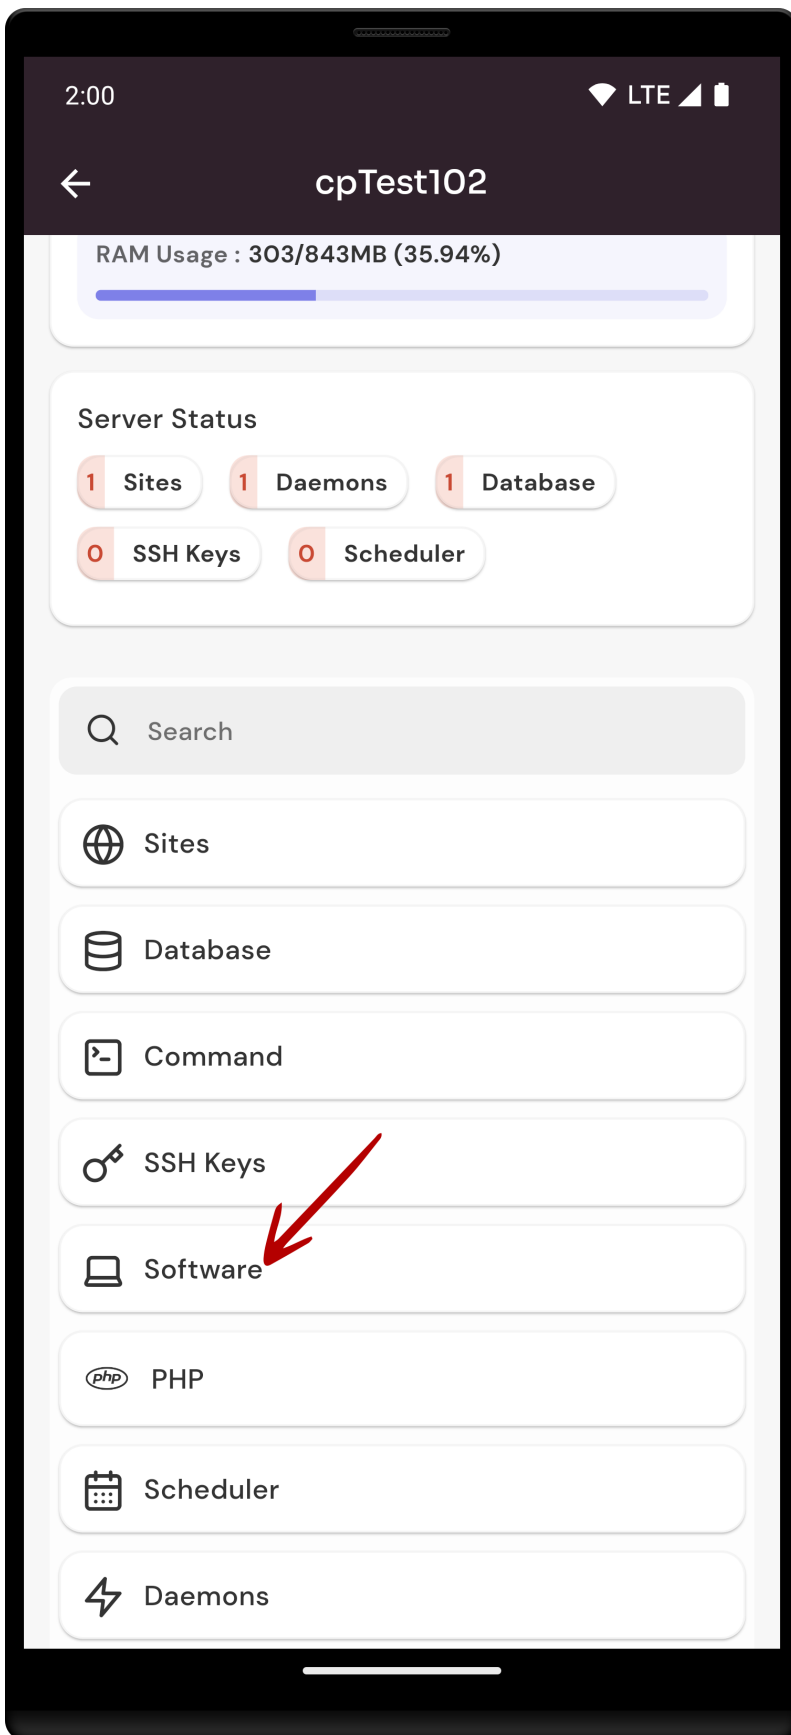 2:00 LTE
cpTest102
RAM Usage : 303/843MB (35.94%)
Server Status
1 Sites 1 Daemons 1 Database
0 SSH Keys 0 Scheduler
Search
Sites
Database
Command
SSH Keys
Software
php PHP
Scheduler
Daemons